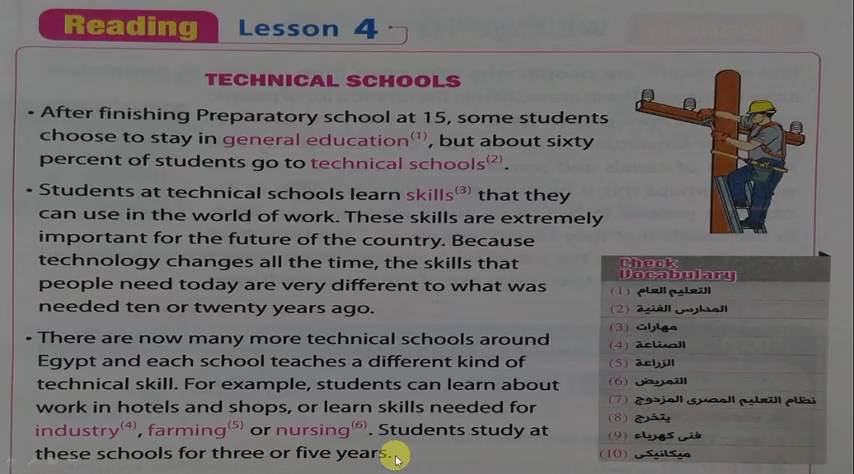 Reading Lesson 4
TECHNICAL SCHOOLS
• After finishing Preparatory school at 15, some students
choose to stay in general education(1), but about sixty
percent of students go to technical schools(2).
• Students at technical schools learn skills(3) that they
can use in the world of work. These skills are extremely
important for the future of the country. Because
technology changes all the time, the skills that
people need today are very different to what was
needed ten or twenty years ago.
• There are now many more technical schools around
Egypt and each school teaches a different kind of
technical skill. For example, students can learn about
work in hotels and shops, or learn skills needed for
industry(4), farming(5) or nursing(6). Students study at
these schools for three or five years.
Check
Vocabulary
(1) التعليم العام
(2) المدارس الفنية
(3) مهارات
(4) الصناعة
(5) الزراعة
(6) التمريض
(7) نظام التعليم المصرى المزدوج
(8) يتخرج
(9) فنى كهرباء
(10) ميكانيكى